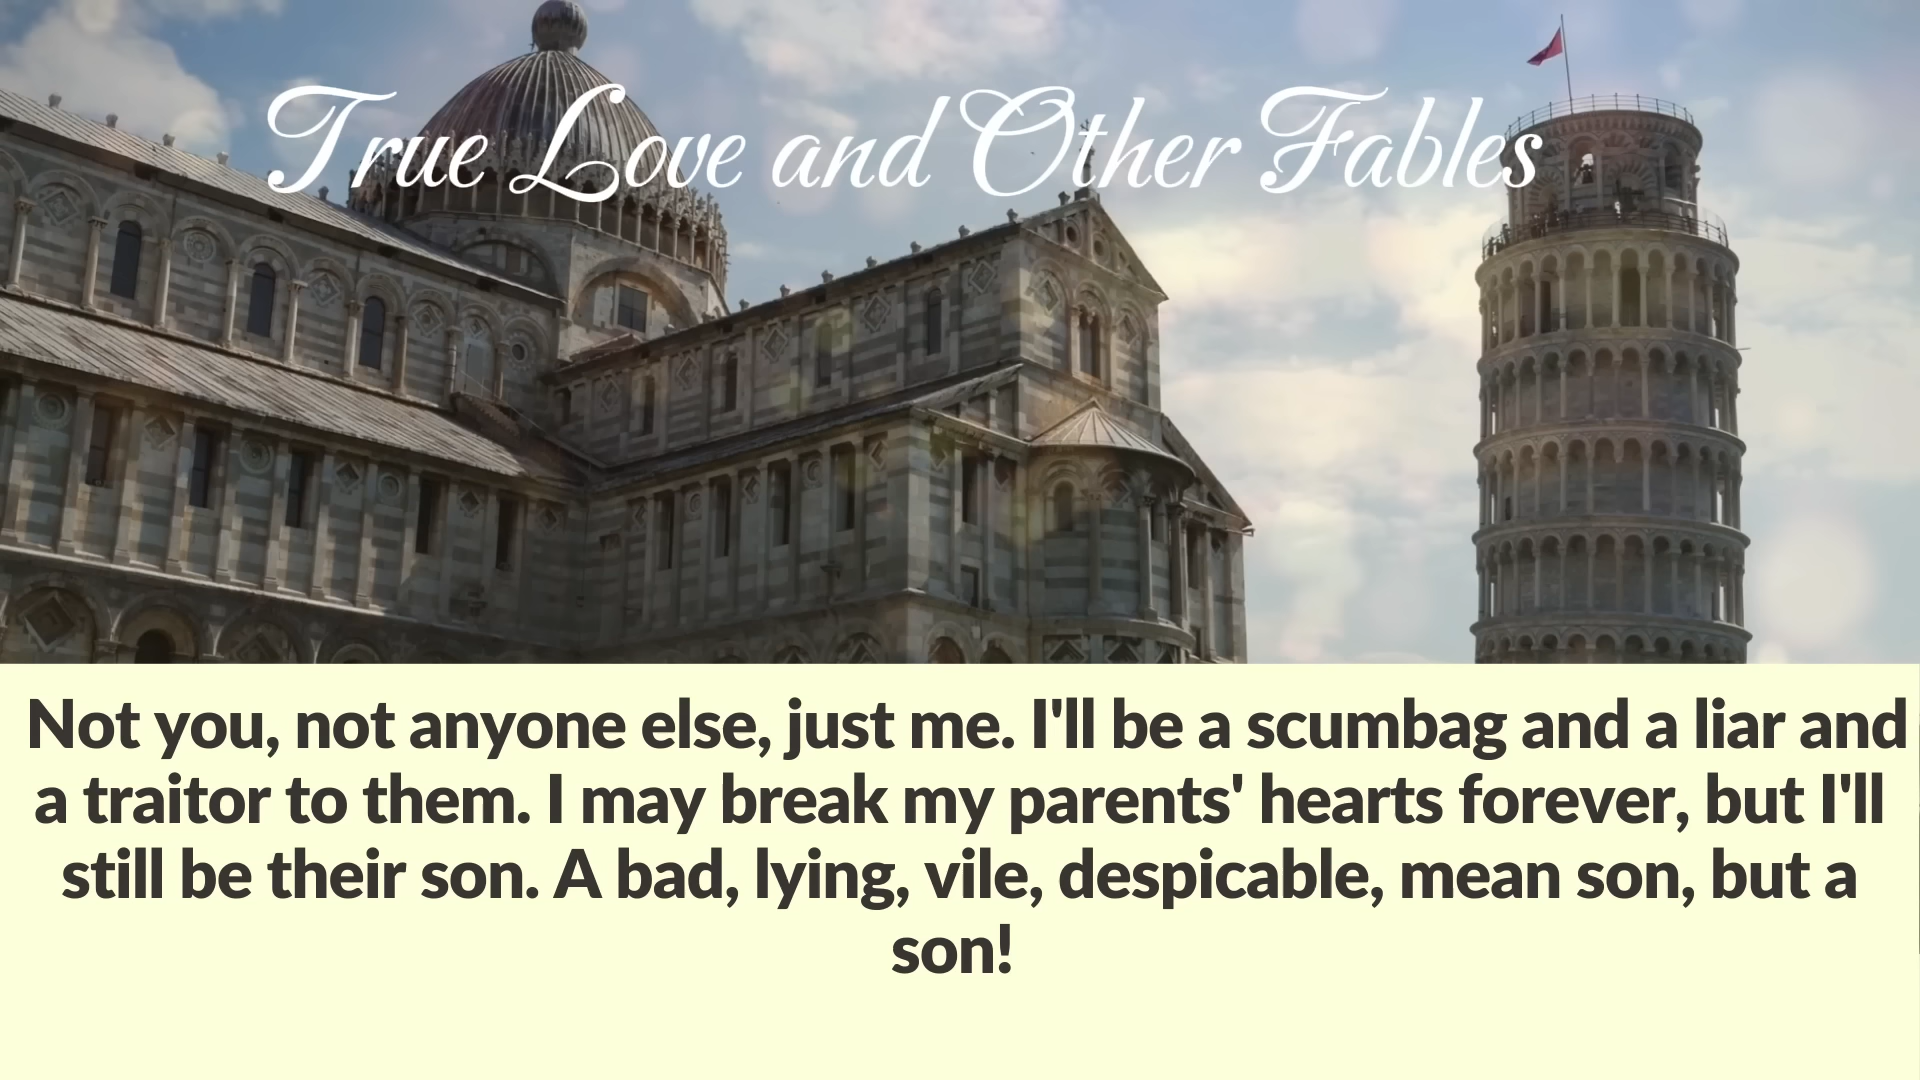 True Love and Other Fables
Not you, not anyone else, just me. I'll be a scumbag and a liar and
a traitor to them. I may break my parents' hearts forever, but I'll
still be their son. A bad, lying, vile, despicable, mean son, but a
son!